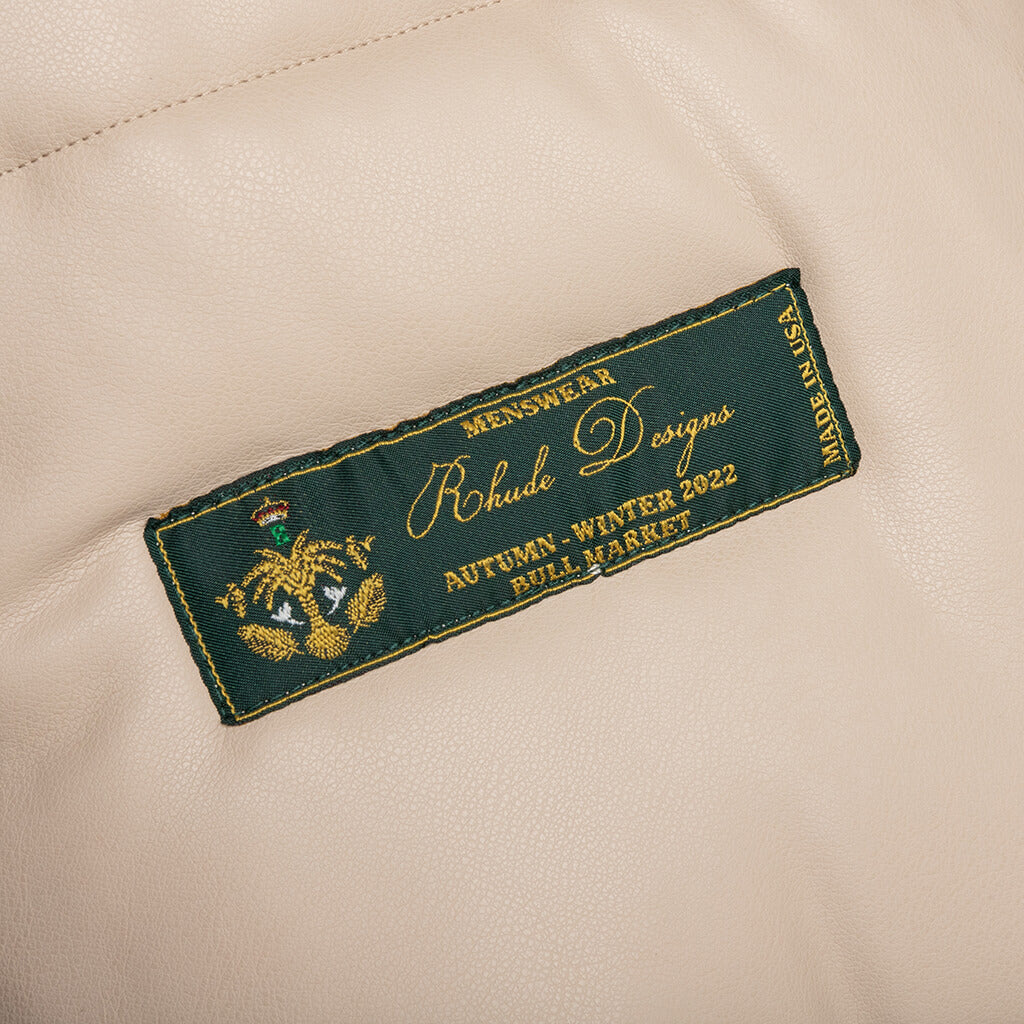 MENSWEAR
Rhude Designs
AUTUMN - WINTER 2022
BULL MARKET
MADE IN USA